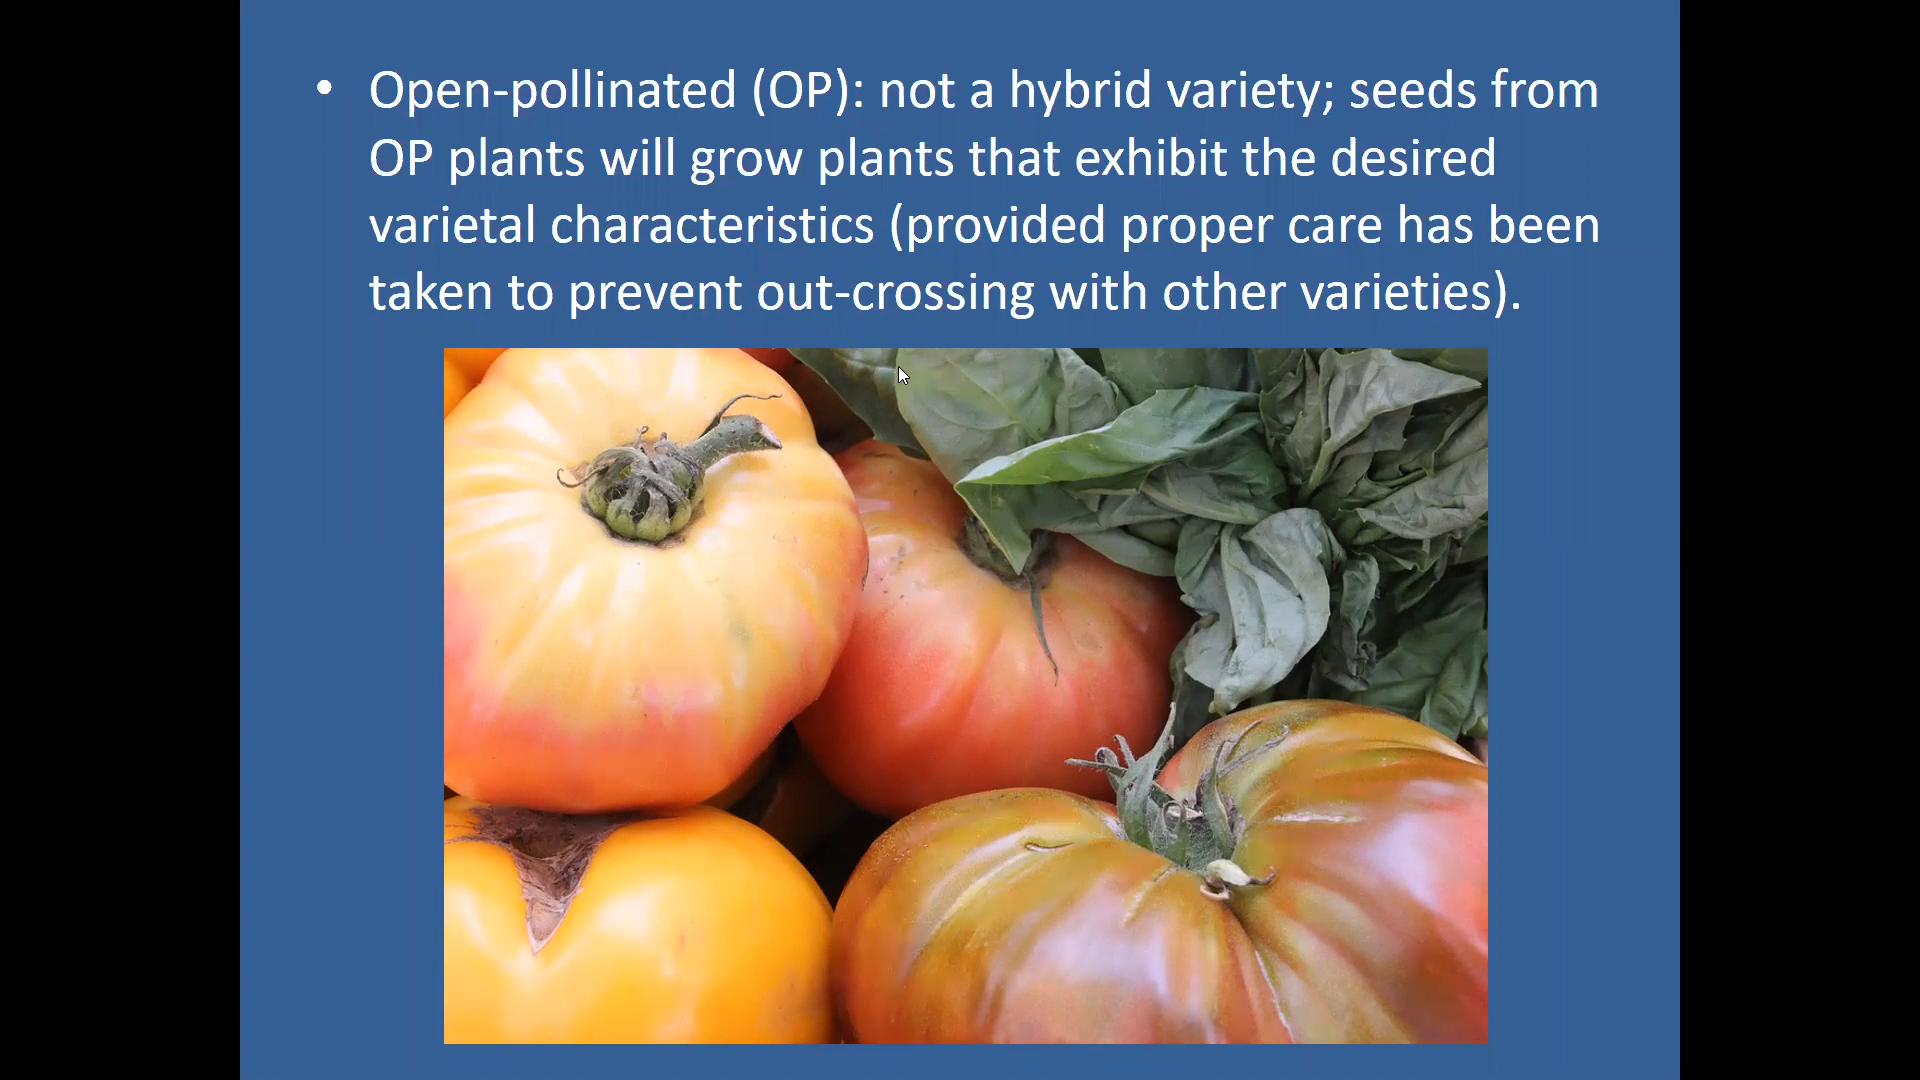 • Open-pollinated (OP): not a hybrid variety; seeds from
OP plants will grow plants that exhibit the desired
varietal characteristics (provided proper care has been
taken to prevent out-crossing with other varieties).